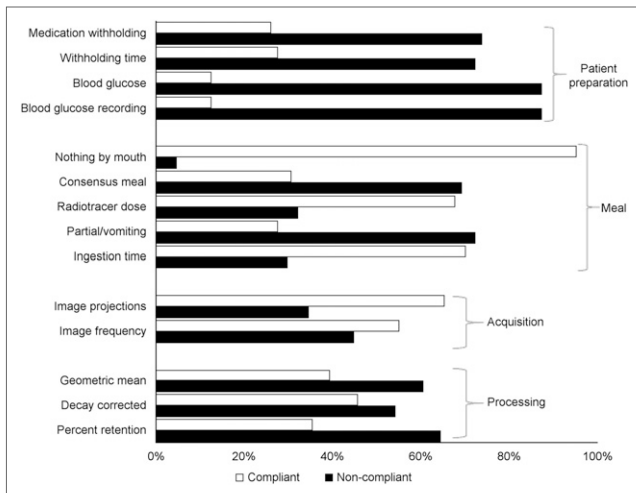 Medication withholding
Withholding time
Blood glucose
Blood glucose recording
Patient
preparation
Nothing by mouth
Consensus meal
Radiotracer dose
Partial/vomiting
Ingestion time
Meal
Image projections
Image frequency
Acquisition
Geometric mean
Decay corrected
Percent retention
Processing
0% 20% 40% 60% 80% 100%
Compliant Non-compliant